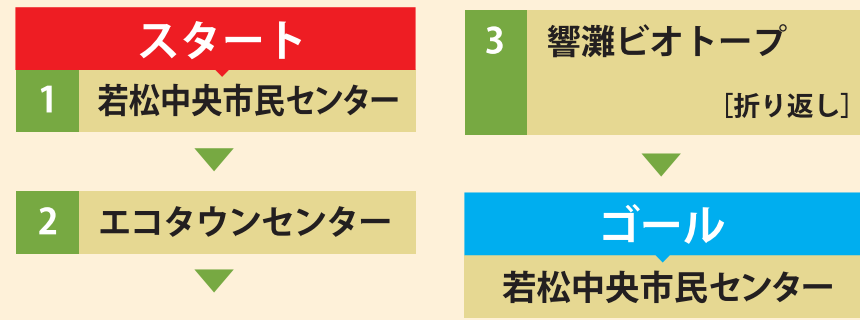 スタート
1 若松中央市民センター
2 エコタウンセンター
3 響灘ビオトープ
［折り返し］
ゴール
若松中央市民センター